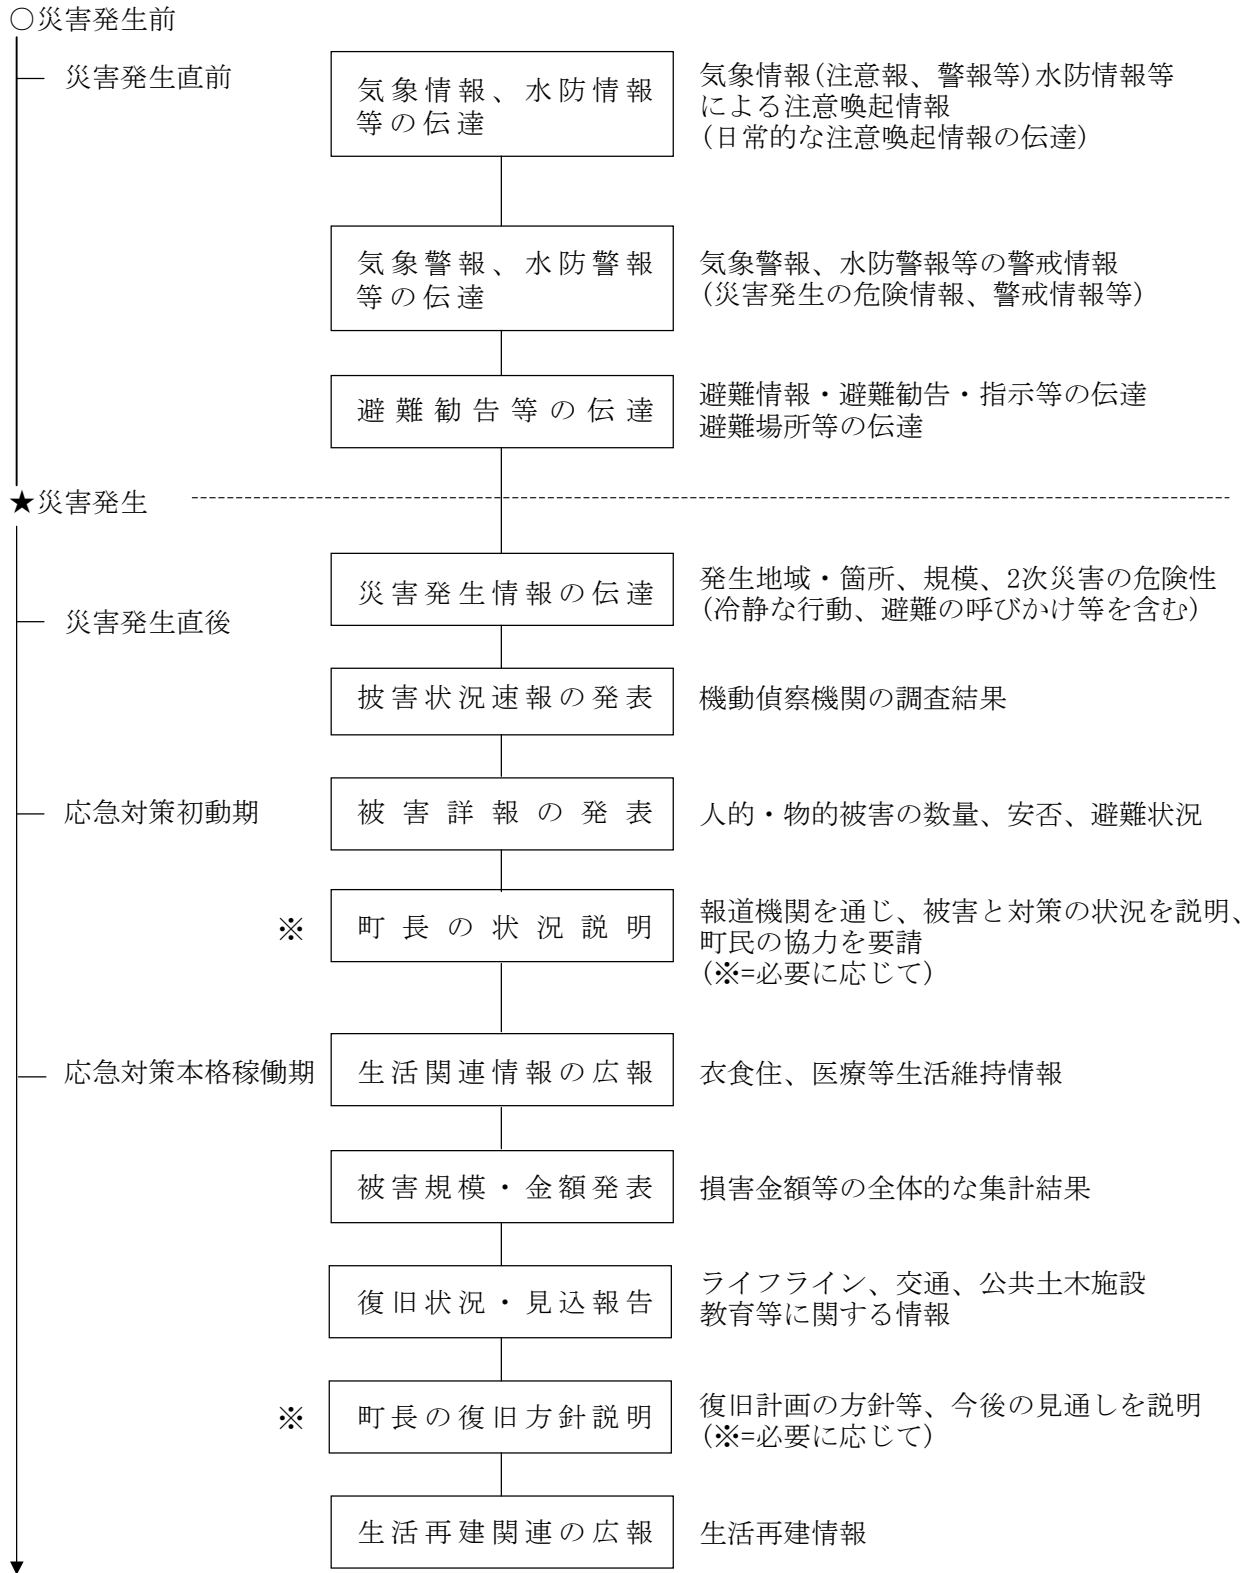 ○災害発生前
災害発生直前
気象情報、水防情報
等の伝達
気象情報(注意報、警報等)水防情報等
による注意喚起情報
(日常的な注意喚起情報の伝達)
気象警報、水防警報
等の伝達
気象警報、水防警報等の警戒情報
(災害発生の危険情報、警戒情報等)
避難勧告等の伝達
避難情報・避難勧告・指示等の伝達
避難場所等の伝達
★災害発生
災害発生直後
災害発生情報の伝達
発生地域・箇所、規模、2次災害の危険性
(冷静な行動、避難の呼びかけ等を含む)
披害状況速報の発表
機動偵察機関の調査結果
応急対策初動期
被害詳報の発表
人的・物的被害の数量、安否、避難状況
※
町長の状況説明
報道機関を通じ、被害と対策の状況を説明、
町民の協力を要請
(※=必要に応じて)
応急対策本格稼働期
生活関連情報の広報
衣食住、医療等生活維持情報
被害規模・金額発表
損害金額等の全体的な集計結果
復旧状況・見込報告
ライフライン、交通、公共土木施設
教育等に関する情報
※
町長の復旧方針説明
復旧計画の方針等、今後の見通しを説明
(※=必要に応じて)
生活再建関連の広報
生活再建情報